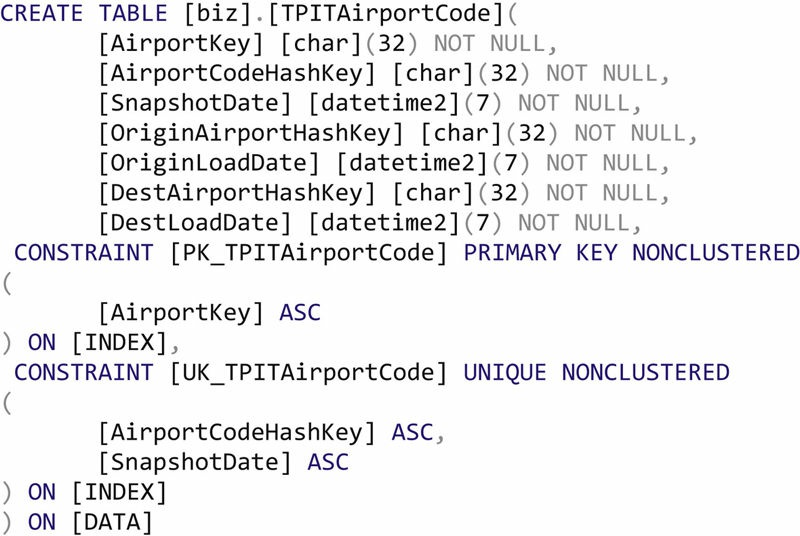 CREATE TABLE [biz].[TPITAirportCode](
[AirportKey] [char](32) NOT NULL,
[AirportCodeHashKey] [char](32) NOT NULL,
[SnapshotDate] [datetime2](7) NOT NULL,
[OriginAirportHashKey] [char](32) NOT NULL,
[OriginLoadDate] [datetime2](7) NOT NULL,
[DestAirportHashKey] [char](32) NOT NULL,
[DestLoadDate] [datetime2](7) NOT NULL,
CONSTRAINT [PK_TPITAirportCode] PRIMARY KEY NONCLUSTERED
(
[AirportKey] ASC
) ON [INDEX],
CONSTRAINT [UK_TPITAirportCode] UNIQUE NONCLUSTERED
(
[AirportCodeHashKey] ASC,
[SnapshotDate] ASC
) ON [INDEX]
) ON [DATA]